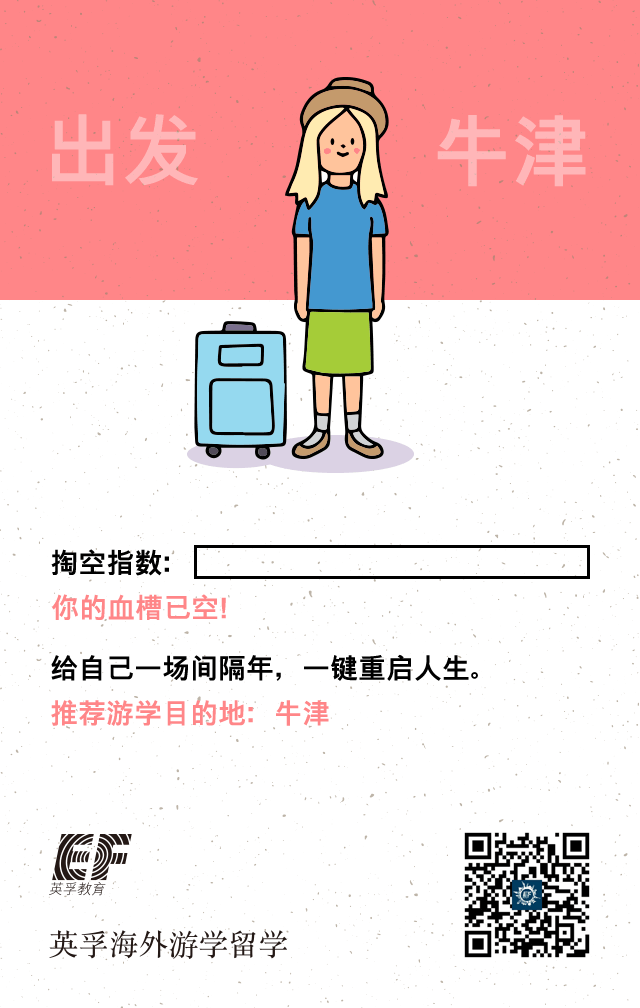 出发 牛津
掏空指数:
你的血槽已空!
给自己一场间隔年，一键重启人生。
推荐游学目的地: 牛津
EF
英孚教育
英孚海外游学留学
EF